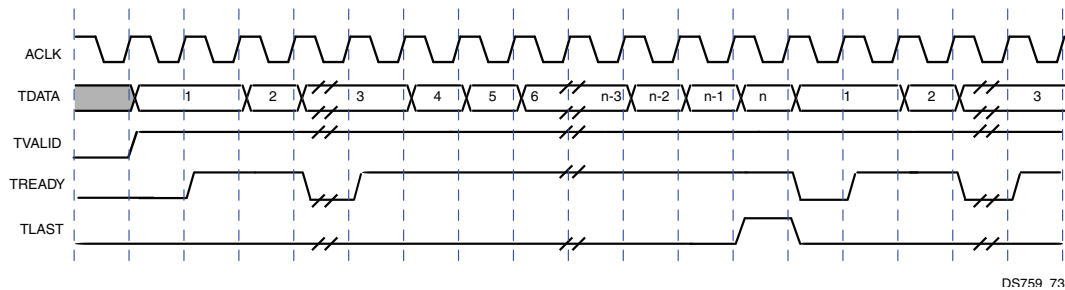 ACLK
TDATA 1 2 3 4 5 6 n-3 n-2 n-1 n 1 2 3
TVALID
TREADY
TLAST
DS759_73